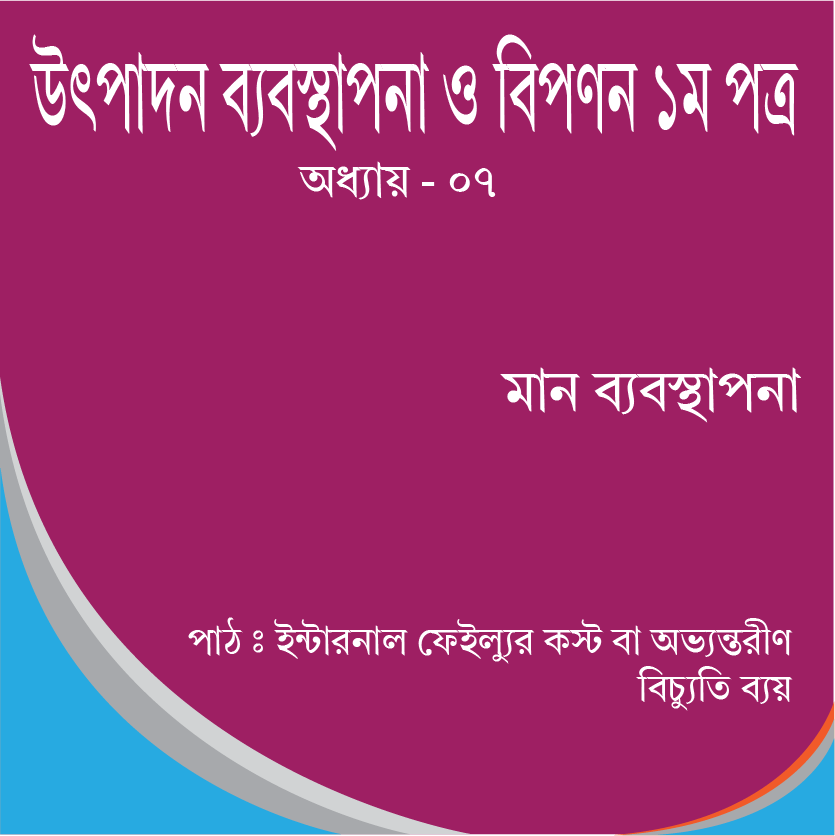 উৎপাদন ব্যবস্থাপনা ও বিপণন ১ম পত্র
অধ্যায় - ০৭
মান ব্যবস্থাপনা
পাঠ ঃ ইন্টারনাল ফেইল্যুর কস্ট বা অভ্যন্তরীণ
বিচ্যুতি ব্যয়